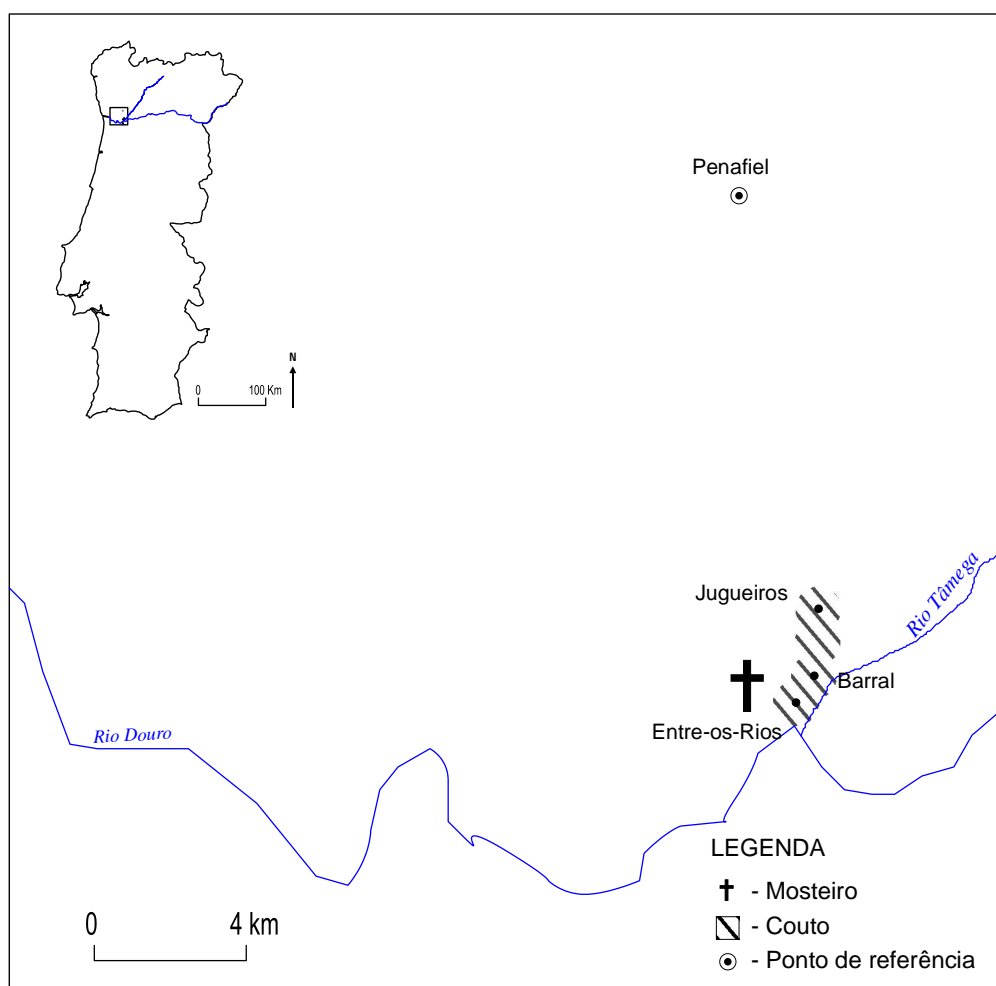 Penafiel
N
0 100 Km
Jugueiros
Rio Tâmega
Barral
Entre-os-Rios
Rio Douro
LEGENDA
- Mosteiro
- Couto
- Ponto de referência
0 4 km